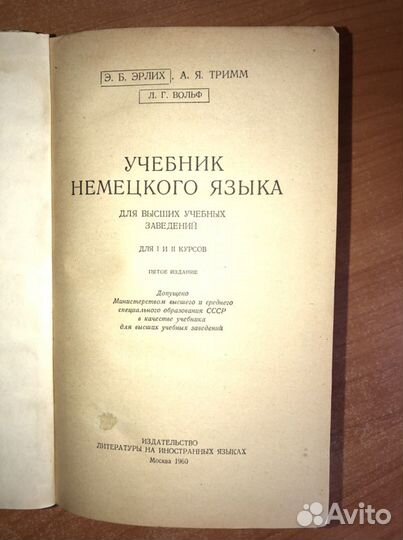 Э. Б. ЭРЛИХ, А. Я. ТРИММ
Л. Г. ВОЛЬФ
УЧЕБНИК
НЕМЕЦКОГО ЯЗЫКА
ДЛЯ ВЫСШИХ УЧЕБНЫХ
ЗАВЕДЕНИЙ
ДЛЯ I И II КУРСОВ
ПЯТОЕ ИЗДАНИЕ
Допущено
Министерством высшего и среднего
специального образования СССР
в качестве учебника
для высших учебных заведений
ИЗДАТЕЛЬСТВО
ЛИТЕРАТУРЫ НА ИНОСТРАННЫХ ЯЗЫКАХ
Москва 1960
Avito